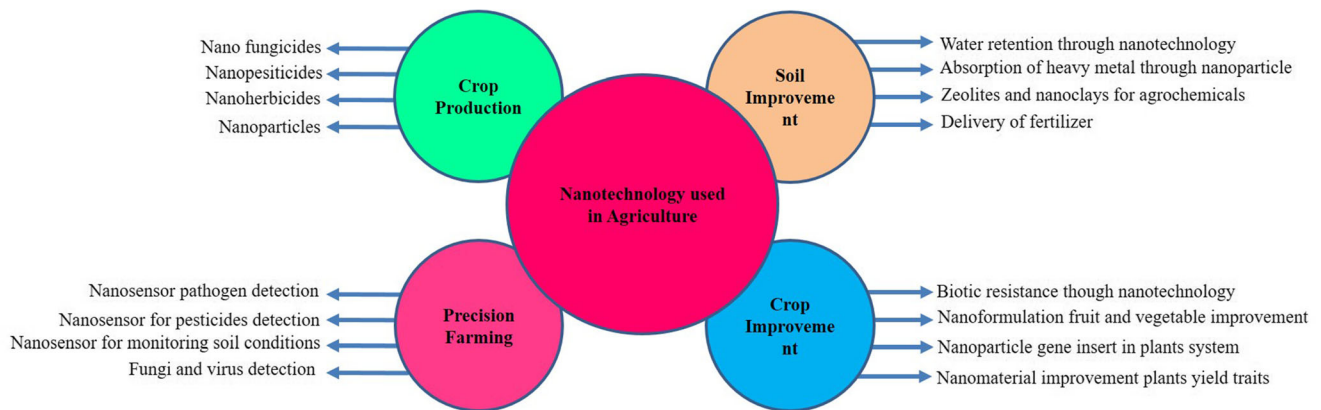 Nano fungicides
Nanopesiticides
Nanoherbicides
Nanoparticles
Crop
Production
Soil
Improveme
nt
Water retention through nanotechnology
Absorption of heavy metal through nanoparticle
Zeolites and nanoclays for agrochemicals
Delivery of fertilizer
Nanotechnology used
in Agriculture
Nanosensor pathogen detection
Nanosensor for pesticides detection
Nanosensor for monitoring soil conditions
Fungi and virus detection
Precision
Farming
Crop
Improveme
nt
Biotic resistance though nanotechnology
Nanoformulation fruit and vegetable improvement
Nanoparticle gene insert in plants system
Nanomaterial improvement plants yield traits